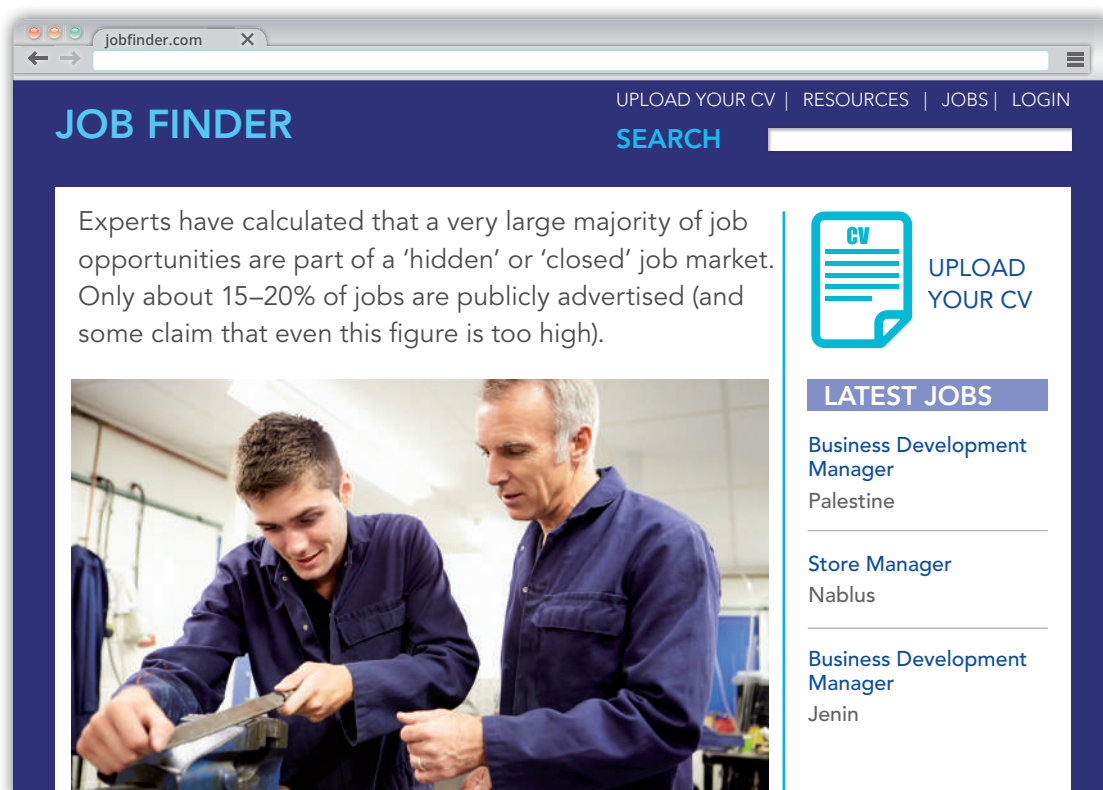 jobfinder.com
JOB FINDER
UPLOAD YOUR CV | RESOURCES | JOBS | LOGIN
SEARCH
Experts have calculated that a very large majority of job
opportunities are part of a ‘hidden’ or ‘closed’ job market.
Only about 15–20% of jobs are publicly advertised (and
some claim that even this figure is too high).
CV
UPLOAD
YOUR CV
LATEST JOBS
Business Development
Manager
Palestine
Store Manager
Nablus
Business Development
Manager
Jenin